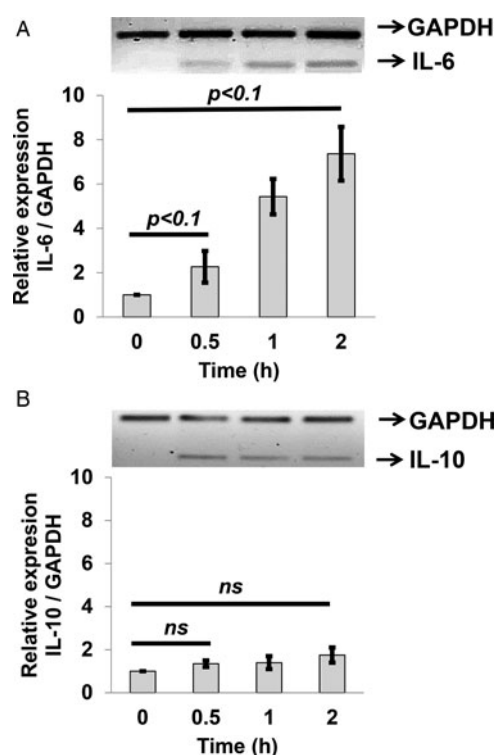 A
→GAPDH
→ IL-6
Relative expression
IL-6 / GAPDH
10
8
6
4
2
0
p<0.1
p<0.1
0 0.5 1 2
Time (h)
B
→GAPDH
→ IL-10
Relative expresion
IL-10 / GAPDH
10
8
6
4
2
0
ns
ns
0 0.5 1 2
Time (h)